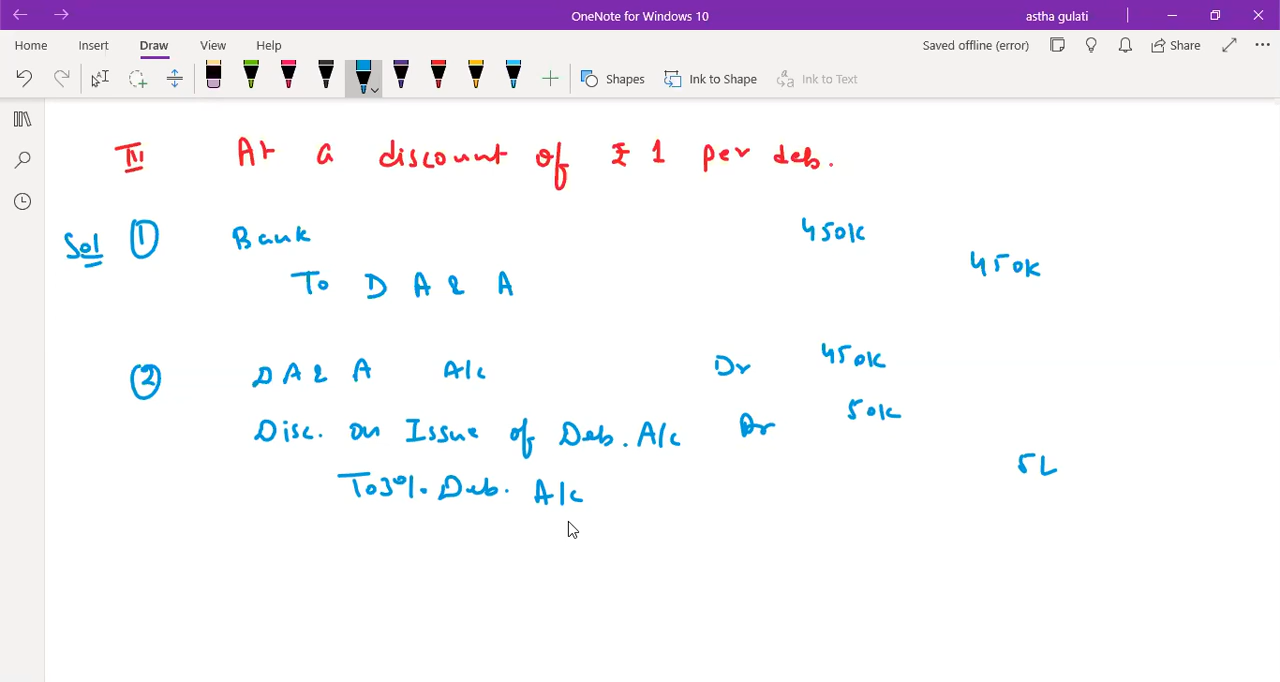 OneNote for Windows 10
astha gulati
Home Insert Draw View Help
Saved offline (error) Share
Shapes Ink to Shape Ink to Text
III At a discount of ₹ 1 per deb.
Sol ① Bank 450K
To D A & A 450K
② D A & A A/c Dr 450K
Disc. on Issue of Deb. A/c Dr 50K
To 3%. Deb. A/c 5L